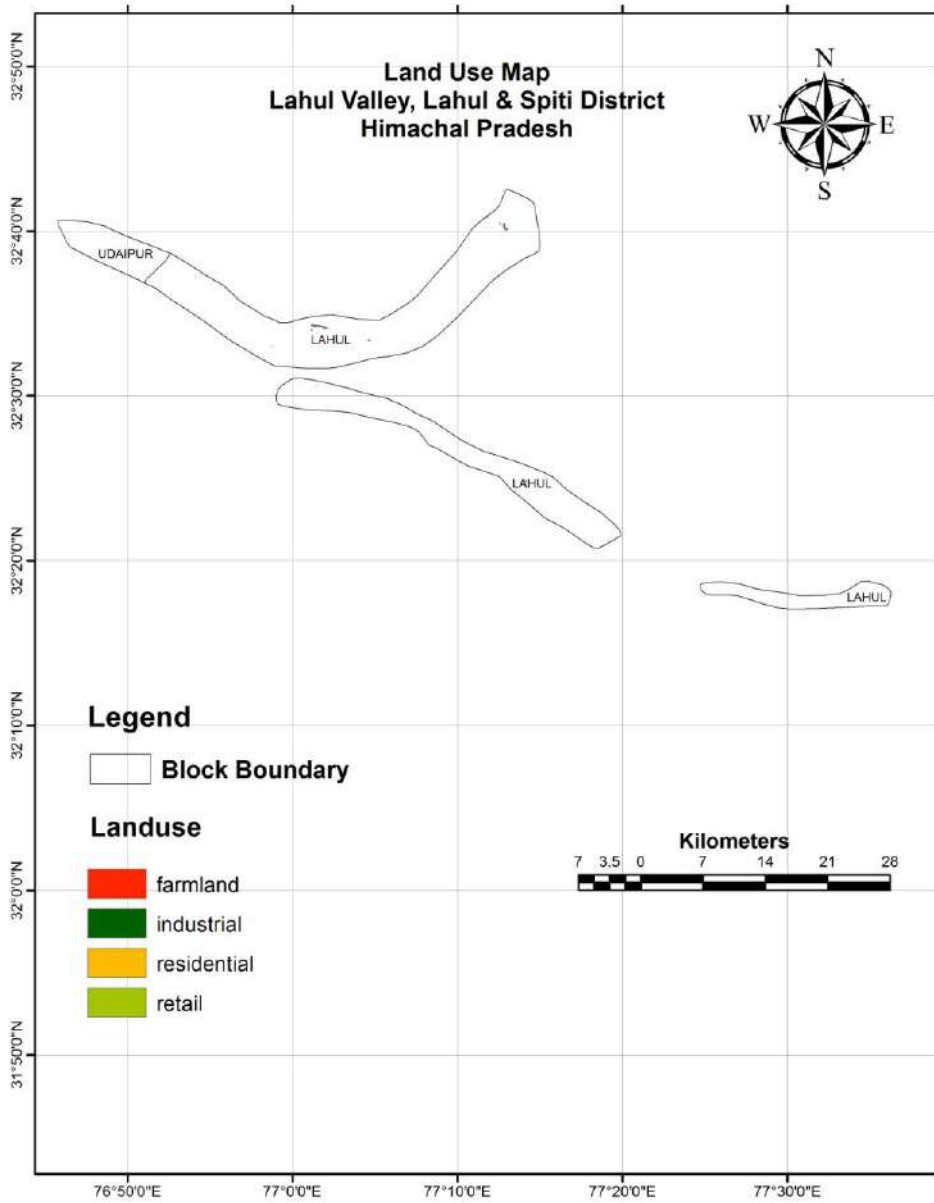 Land Use Map
Lahul Valley, Lahul & Spiti District
Himachal Pradesh
N
W E
S
32°50'0"N
32°40'0"N
32°30'0"N
32°20'0"N
32°10'0"N
32°0'0"N
31°50'0"N
UDAIPUR
LAHUL
LAHUL
LAHUL
Legend
Block Boundary
Landuse
farmland
industrial
residential
retail
Kilometers
7 3.5 0 7 14 21 28
76°50'0"E 77°0'0"E 77°10'0"E 77°20'0"E 77°30'0"E